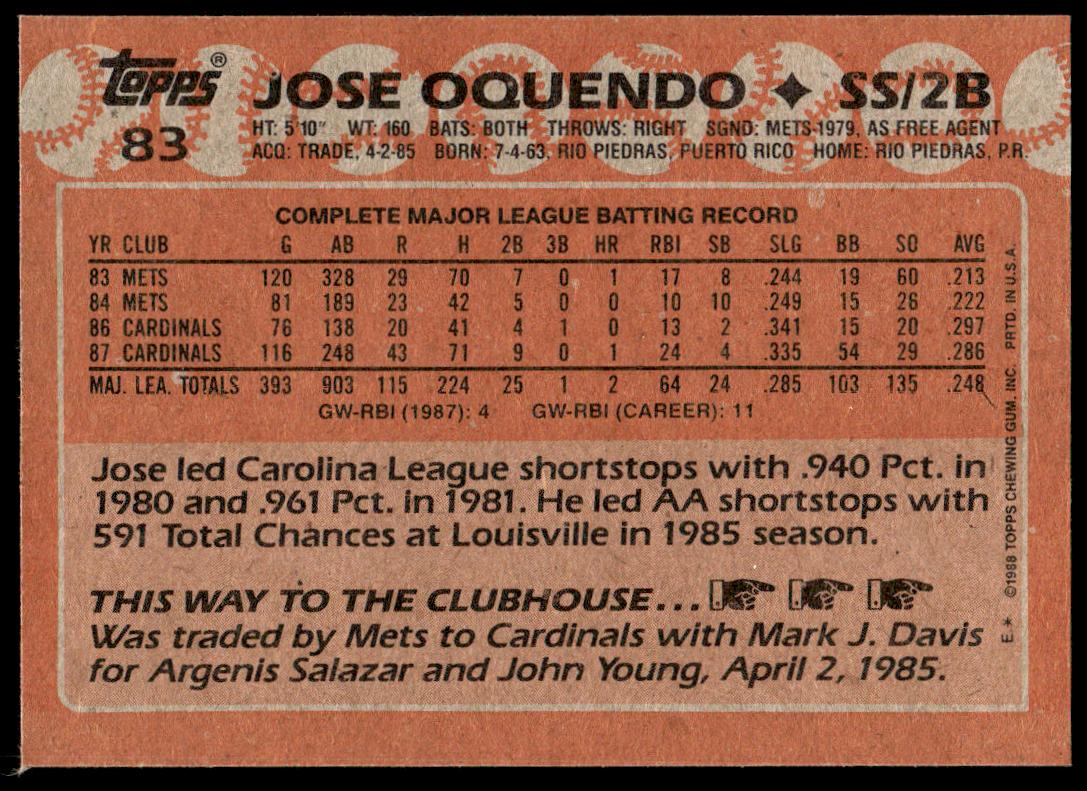 topps® JOSE OQUENDO ✦ SS/2B
83
HT: 5'10" WT: 160 BATS: BOTH THROWS: RIGHT SGND: METS-1979, AS FREE AGENT
ACQ: TRADE, 4-2-85 BORN: 7-4-63, RIO PIEDRAS, PUERTO RICO HOME: RIO PIEDRAS, P.R.
COMPLETE MAJOR LEAGUE BATTING RECORD
YR CLUB G AB R H 2B 3B HR RBI SB SLG BB SO AVG
83 METS 120 328 29 70 7 0 1 17 8 .244 19 60 .213
84 METS 81 189 23 42 5 0 0 10 10 .249 15 26 .222
86 CARDINALS 76 138 20 41 4 1 0 13 2 .341 15 20 .297
87 CARDINALS 116 248 43 71 9 0 1 24 4 .335 54 29 .286
MAJ. LEA. TOTALS 393 903 115 224 25 1 2 64 24 .285 103 135 .248
GW-RBI (1987): 4 GW-RBI (CAREER): 11
Jose led Carolina League shortstops with .940 Pct. in
1980 and .961 Pct. in 1981. He led AA shortstops with
591 Total Chances at Louisville in 1985 season.
THIS WAY TO THE CLUBHOUSE...
Was traded by Mets to Cardinals with Mark J. Davis
for Argenis Salazar and John Young, April 2, 1985.
E.* ©1988 TOPPS CHEWING GUM, INC. PRTD. IN U.S.A.